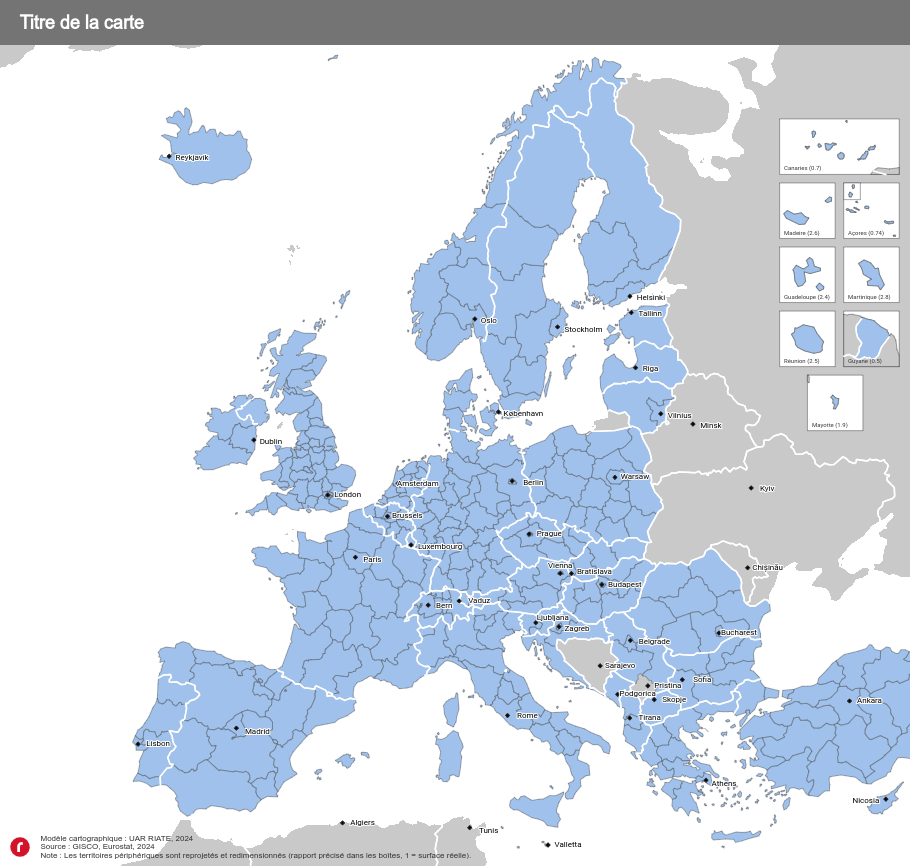 Titre de la carte
Reykjavík
Canaries (0.7)
Madeire (2.6)
Açores (0.74)
Guadeloupe (2.4)
Martinique (2.8)
Helsinki
Tallinn
Oslo
Stockholm
Réunion (2.5)
Guyane (0.5)
Riga
København
Vilnius
Minsk
Mayotte (1.9)
Dublin
Amsterdam
Berlin
Warsaw
London
Kyiv
Brussels
Prague
Luxembourg
Paris
Vienna
Bratislava
Chișinău
Budapest
Bern
Vaduz
Ljubljana
Zagreb
Bucharest
Belgrade
Sarajevo
Pristina
Sofia
Podgorica
Skopje
Ankara
Rome
Tirana
Madrid
Lisbon
Athens
Nicosia
Algiers
Tunis
Valletta
r
Modèle cartographique : UAR RIATE, 2024
Source : GISCO, Eurostat, 2024
Note : Les territoires périphériques sont reprojetés et redimensionnés (rapport précisé dans les boîtes, 1 = surface réelle).